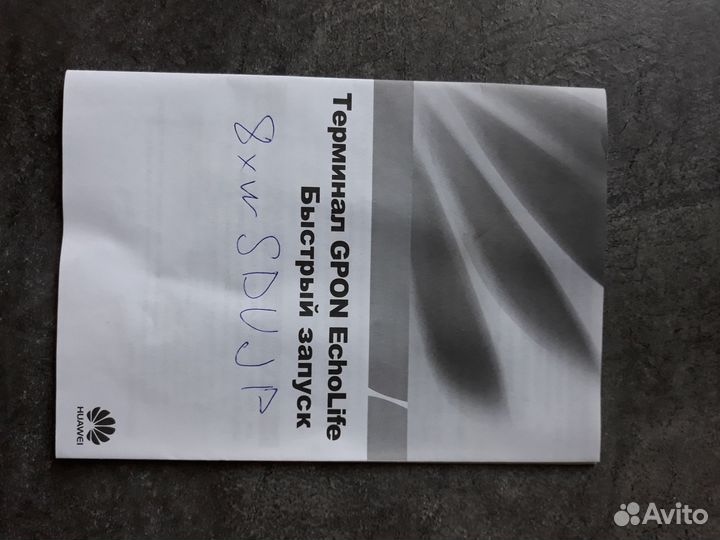 Терминал GPON EchoLife
Быстрый запуск
8xwSDUJP
HUAWEI
Avito